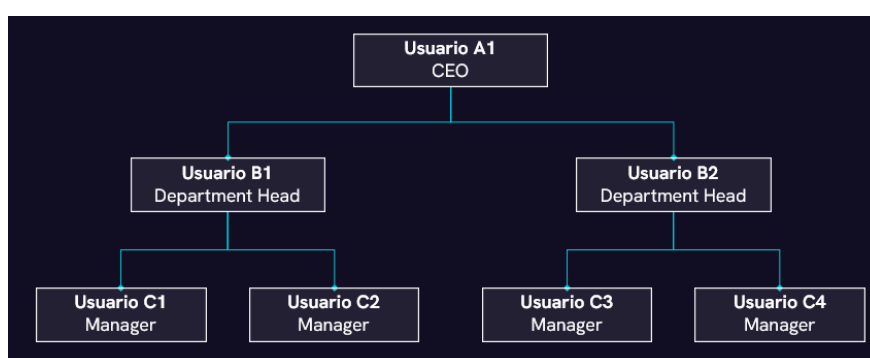 Usuario A1
CEO
Usuario B1
Department Head
Usuario B2
Department Head
Usuario C1
Manager
Usuario C2
Manager
Usuario C3
Manager
Usuario C4
Manager